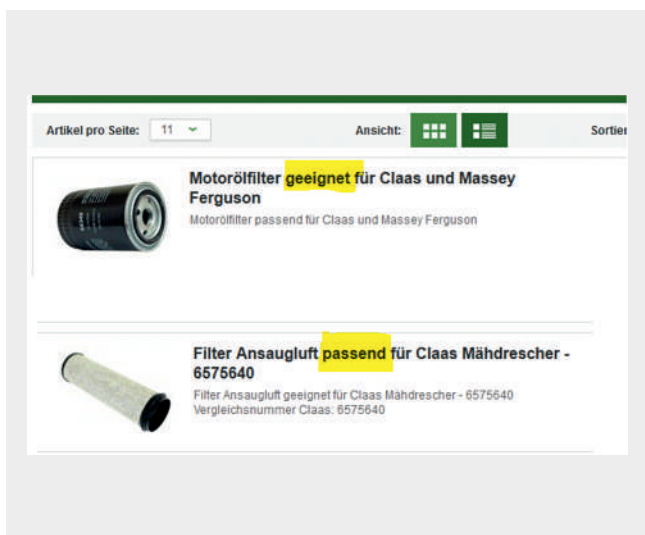 Artikel pro Seite: 11
Ansicht:
Sortier
Motorölfilter geeignet für Claas und Massey
Ferguson
Motorölfilter passend für Claas und Massey Ferguson
Filter Ansaugluft passend für Claas Mähdrescher -
6575640
Filter Ansaugluft geeignet für Claas Mähdrescher - 6575640
Vergleichsnummer Claas: 6575640